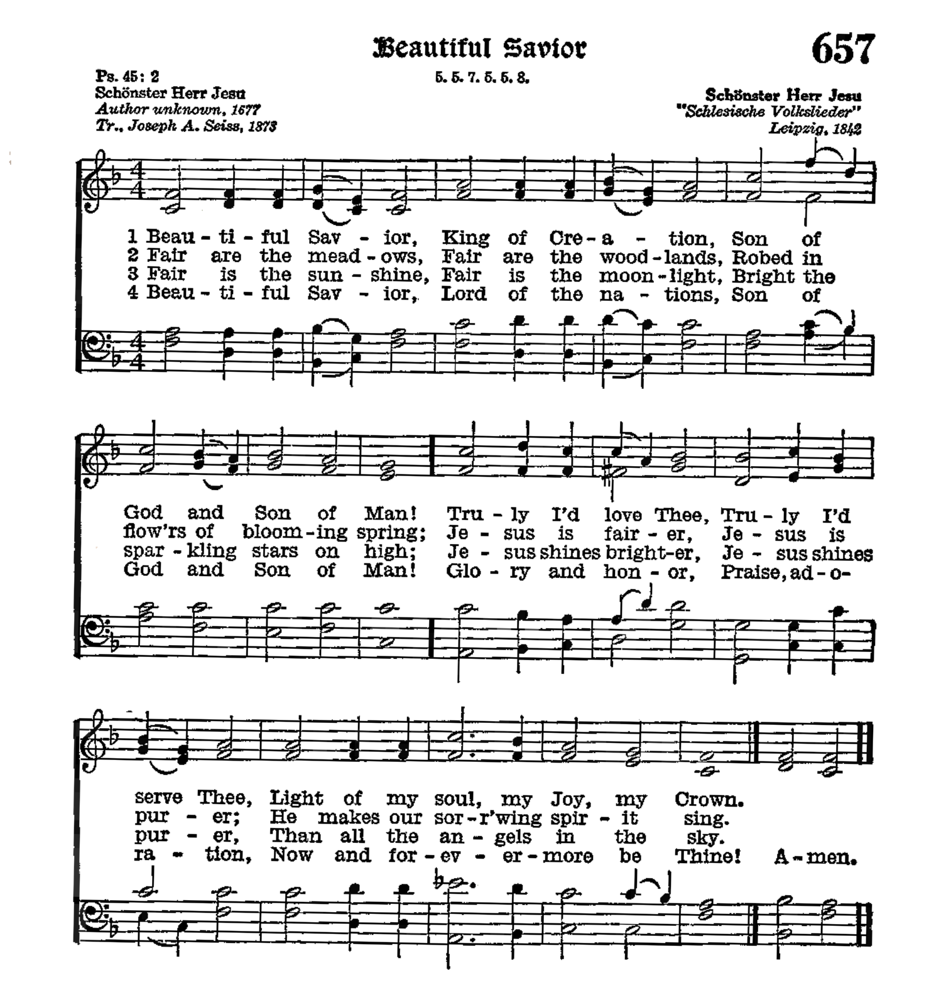 Beautiful Savior
657
5. 5. 7. 5. 5. 8.
Ps. 45: 2
Schönster Herr Jesu
Author unknown, 1677
Tr., Joseph A. Seiss, 1873
Schönster Herr Jesu
"Schlesische Volkslieder"
Leipzig, 1842
1 Beau - ti - ful Sav - ior, King of Cre - a - tion, Son of
2 Fair are the mead - ows, Fair are the wood - lands, Robed in
3 Fair is the sun - shine, Fair is the moon - light, Bright the
4 Beau - ti - ful Sav - ior, Lord of the na - tions, Son of
God and Son of Man! Tru - ly I'd love Thee, Tru - ly I'd
flow'rs of bloom - ing spring; Je - sus is fair - er, Je - sus is
spar - kling stars on high; Je - sus shines bright - er, Je - sus shines
God and Son of Man! Glo - ry and hon - or, Praise, ad - o -
serve Thee, Light of my soul, my Joy, my Crown.
pur - er; He makes our sor - r'wing spir - it sing.
pur - er, Than all the an - gels in the sky.
ra - tion, Now and for - ev - er - more be Thine! A - men.